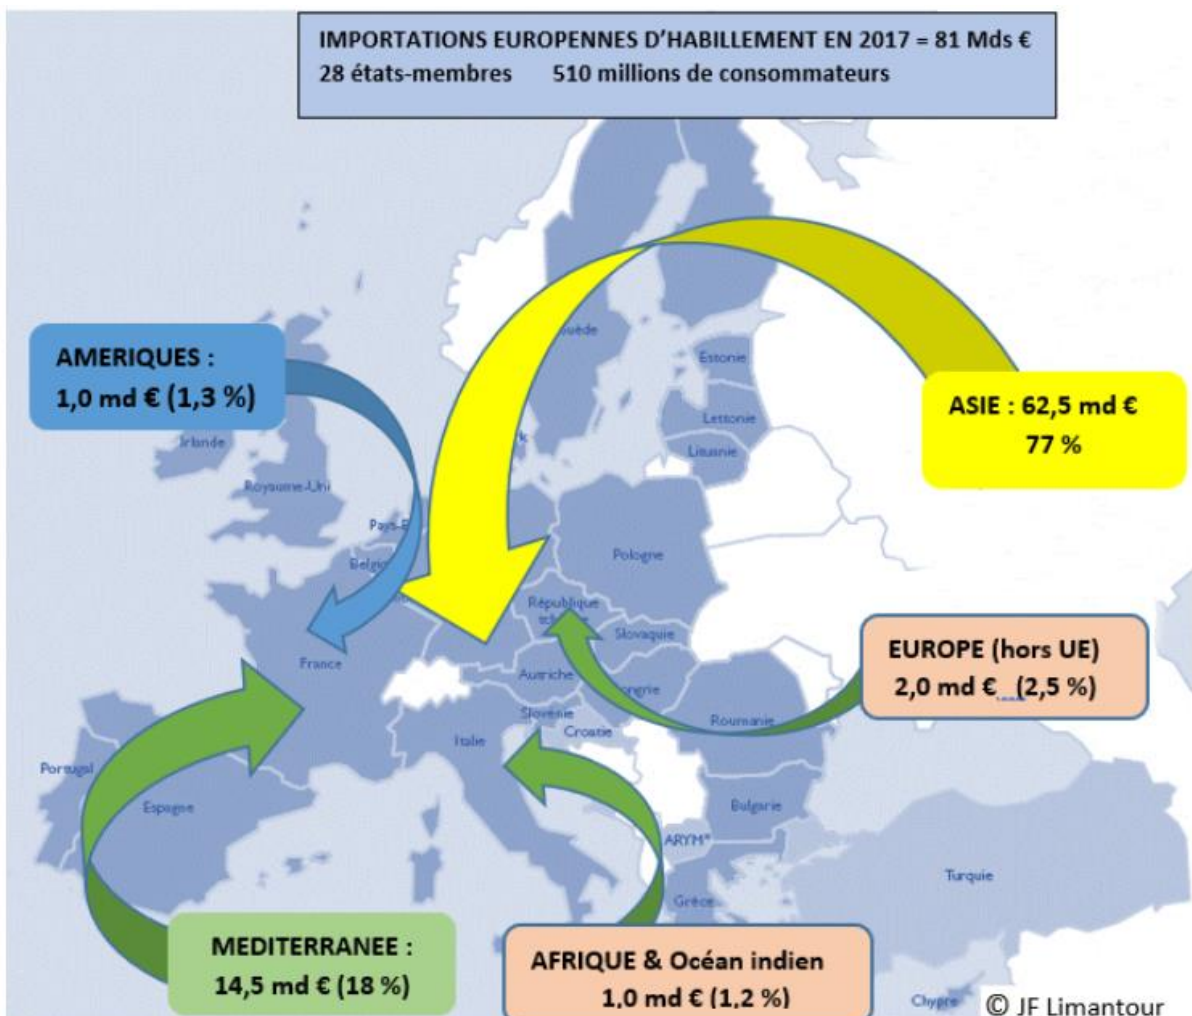 IMPORTATIONS EUROPENNES D'HABILLEMENT EN 2017 = 81 Mds €
28 états-membres 510 millions de consommateurs
AMERIQUES :
1,0 md € (1,3 %)
ASIE : 62,5 md €
77 %
EUROPE (hors UE)
2,0 md € (2,5 %)
MEDITERRANEE :
14,5 md € (18 %)
AFRIQUE & Océan indien
1,0 md € (1,2 %)
Estonie
Lettonie
Lituanie
Irlande
Royaume-Uni
Pologne
République
Slovaquie
France
Autriche
Slovénie
Croatie
Roumanie
Italie
Portugal
Espagne
Bulgarie
ARYM*
Grèce
Turquie
Chypre
© JF Limantour